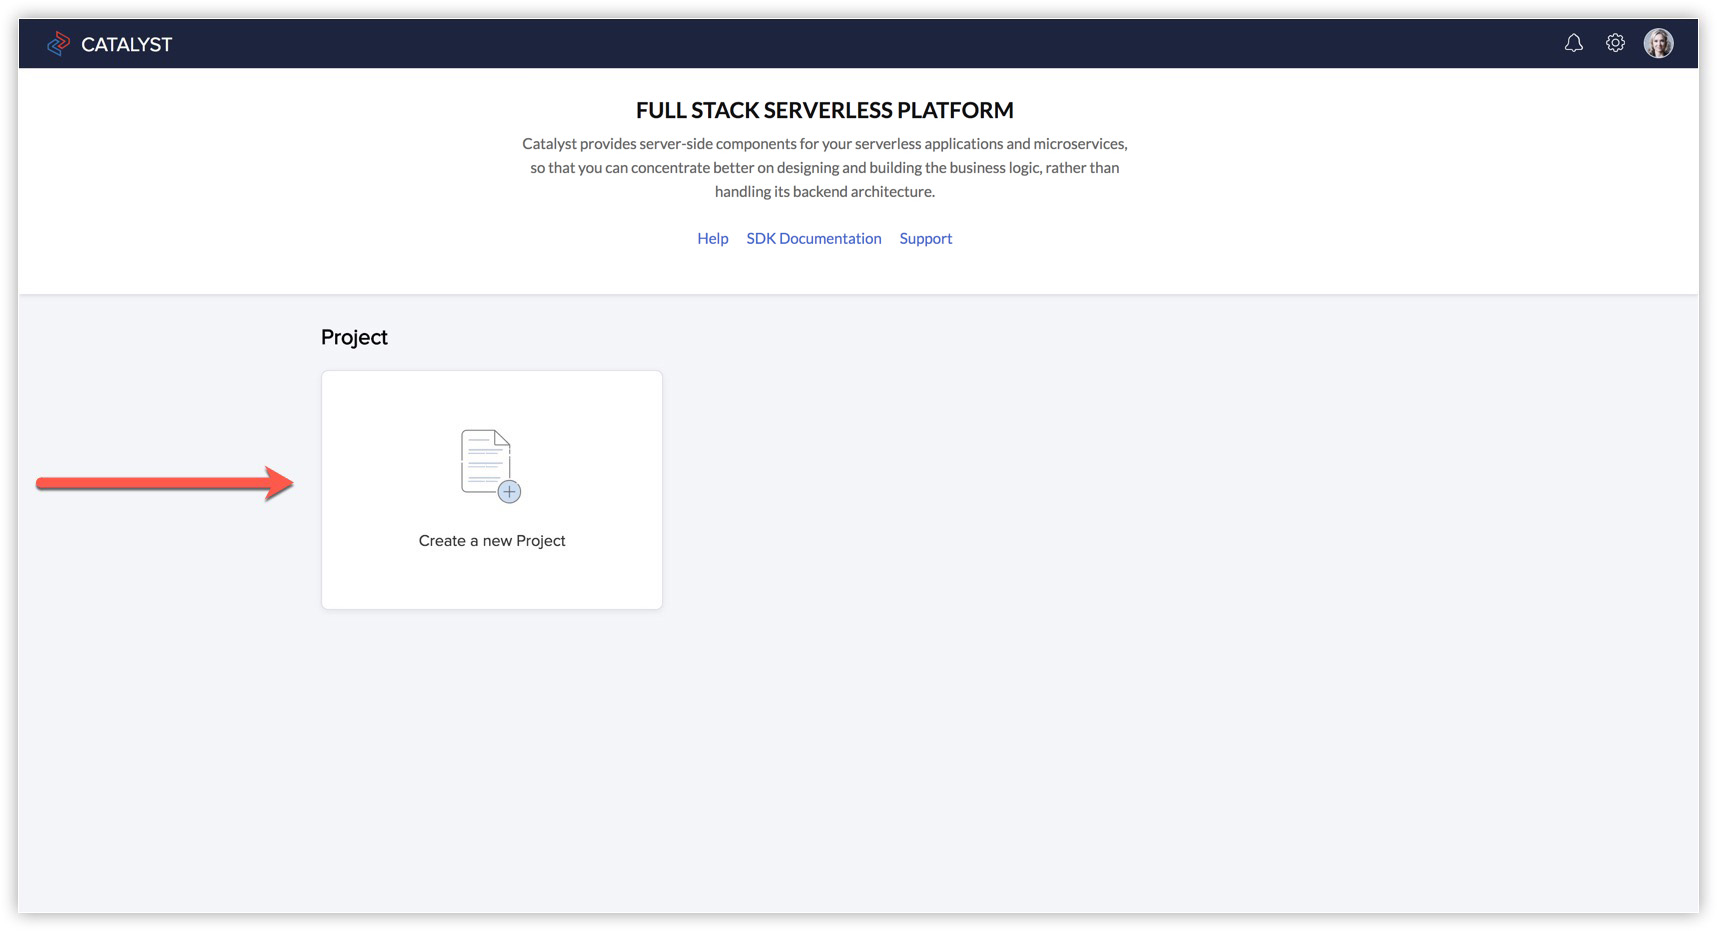 CATALYST
FULL STACK SERVERLESS PLATFORM
Catalyst provides server-side components for your serverless applications and microservices,
so that you can concentrate better on designing and building the business logic, rather than
handling its backend architecture.
Help SDK Documentation Support
Project
Create a new Project